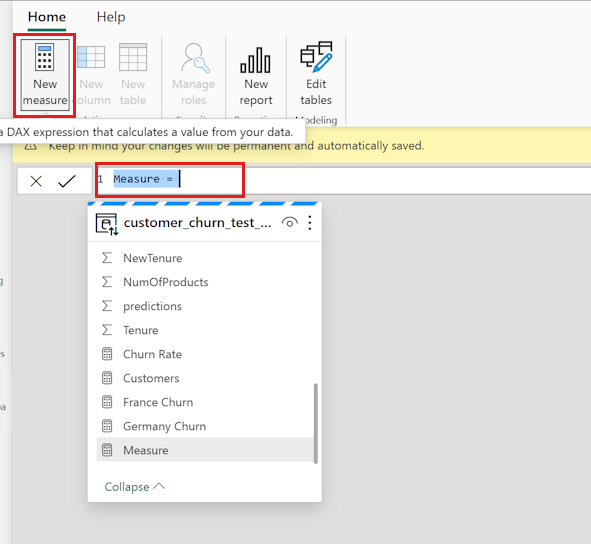 Home Help
New measure
New column
New table
Manage roles
New report
Edit tables
a DAX expression that calculates a value from your data.
Modeling
Keep in mind your changes will be permanent and automatically saved.
1 Measure =
customer_churn_test_...
NewTenure
NumOfProducts
predictions
Tenure
Churn Rate
Customers
France Churn
Germany Churn
Measure
Collapse